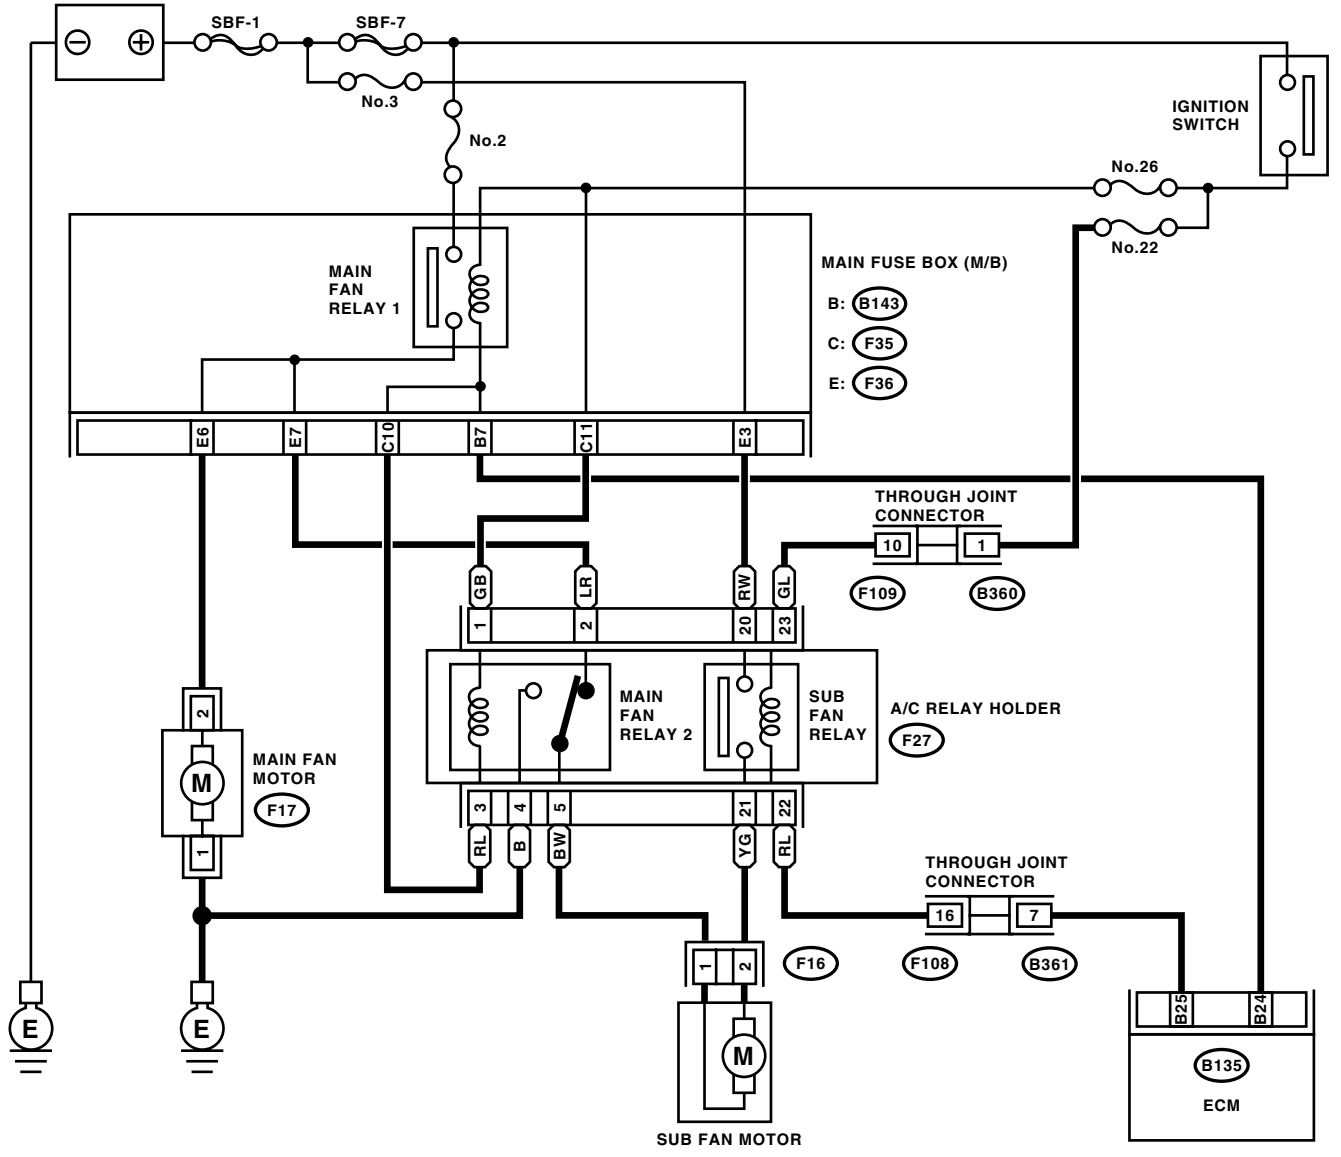 SBF-1
SBF-7
No.3
No.2
IGNITION
SWITCH
No.26
No.22
MAIN
FAN
RELAY 1
MAIN FUSE BOX (M/B)
B: B143
C: F35
E: F36
E6
E7
C10
B7
C11
E3
THROUGH JOINT
CONNECTOR
10
1
F109
B360
GB
LR
RW
GL
1
2
20
23
MAIN
FAN
RELAY 2
SUB
FAN
RELAY
A/C RELAY HOLDER
F27
2
M
1
MAIN FAN
MOTOR
F17
3
4
5
21
22
RL
B
BW
YG
RL
THROUGH JOINT
CONNECTOR
16
7
F108
B361
1
2
F16
M
SUB FAN MOTOR
E
E
B25
B24
B135
ECM